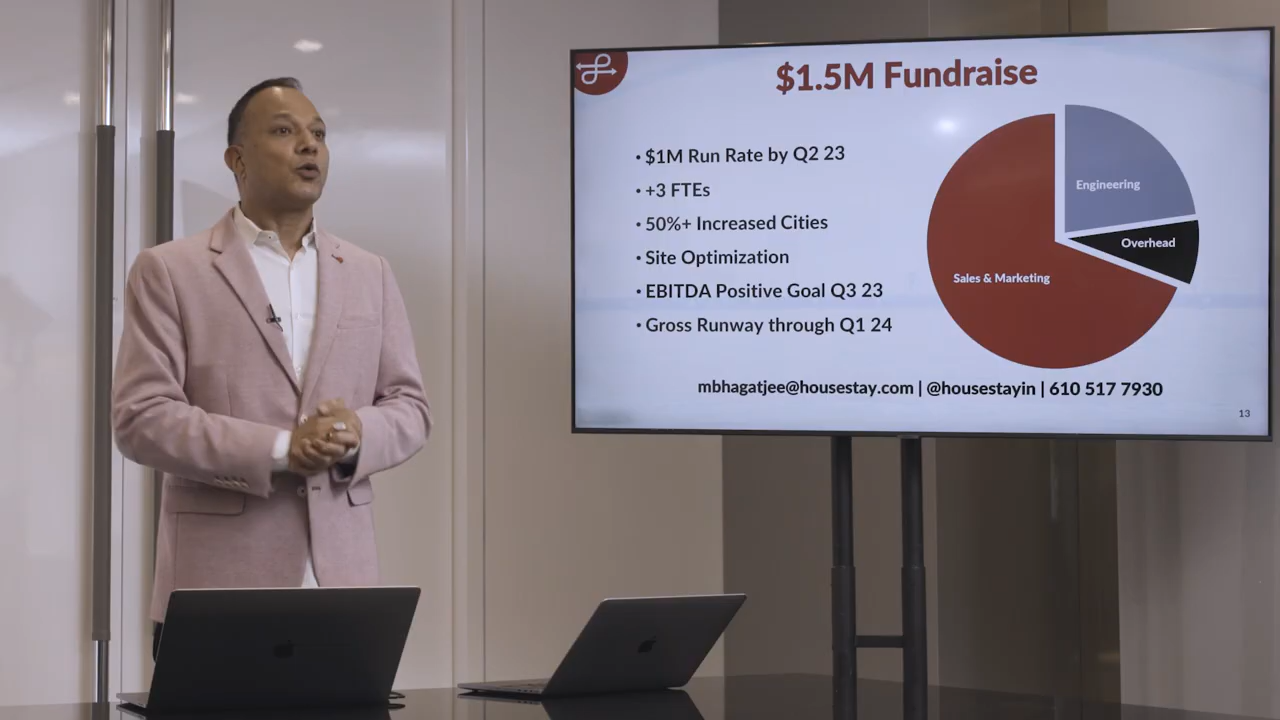 $1.5M Fundraise
• $1M Run Rate by Q2 23
• +3 FTEs
• 50%+ Increased Cities
• Site Optimization
• EBITDA Positive Goal Q3 23
• Gross Runway through Q1 24
Engineering
Overhead
Sales & Marketing
mbhagatjee@housestay.com | @housestayin | 610 517 7930
13